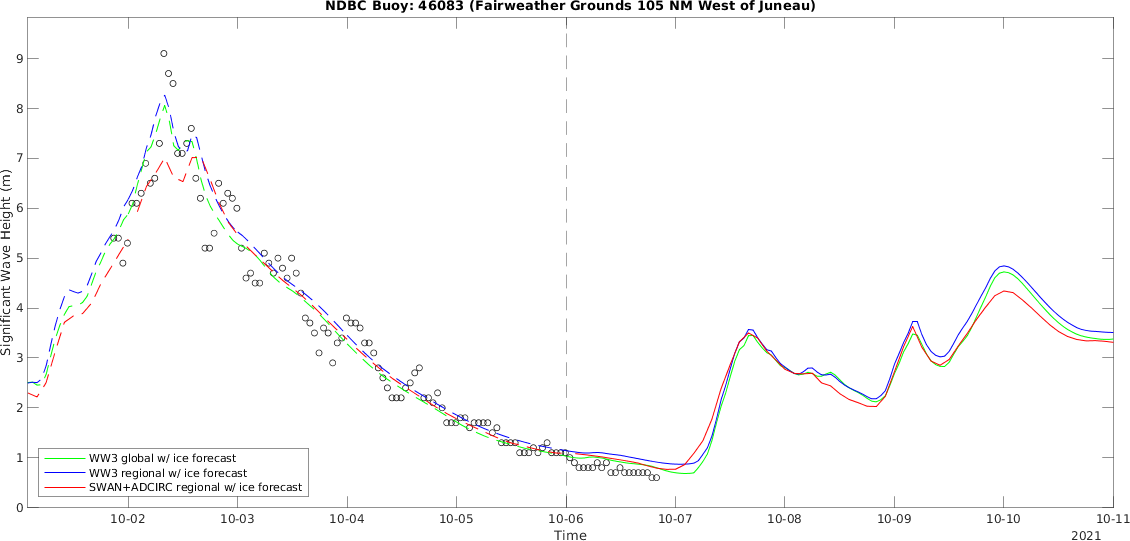 NDBC Buoy: 46083 (Fairweather Grounds 105 NM West of Juneau)
Significant Wave Height (m)
9
8
7
6
5
4
3
2
1
0
WW3 global w/ ice forecast
WW3 regional w/ ice forecast
SWAN+ADCIRC regional w/ ice forecast
10-02 10-03 10-04 10-05 10-06 10-07 10-08 10-09 10-10 10-11
Time
2021